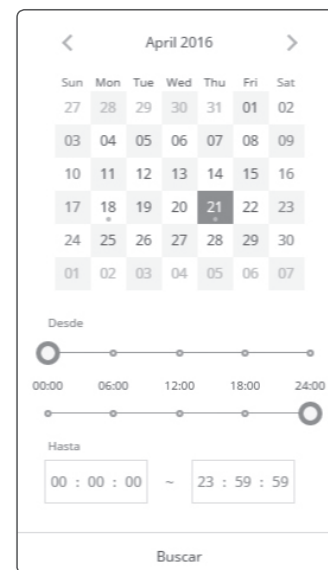 April 2016
Sun Mon Tue Wed Thu Fri Sat
27 28 29 30 31 01 02
03 04 05 06 07 08 09
10 11 12 13 14 15 16
17 18 19 20 21 22 23
24 25 26 27 28 29 30
01 02 03 04 05 06 07
Desde
00:00 06:00 12:00 18:00 24:00
Hasta
00 : 00 : 00 ~ 23 : 59 : 59
Buscar